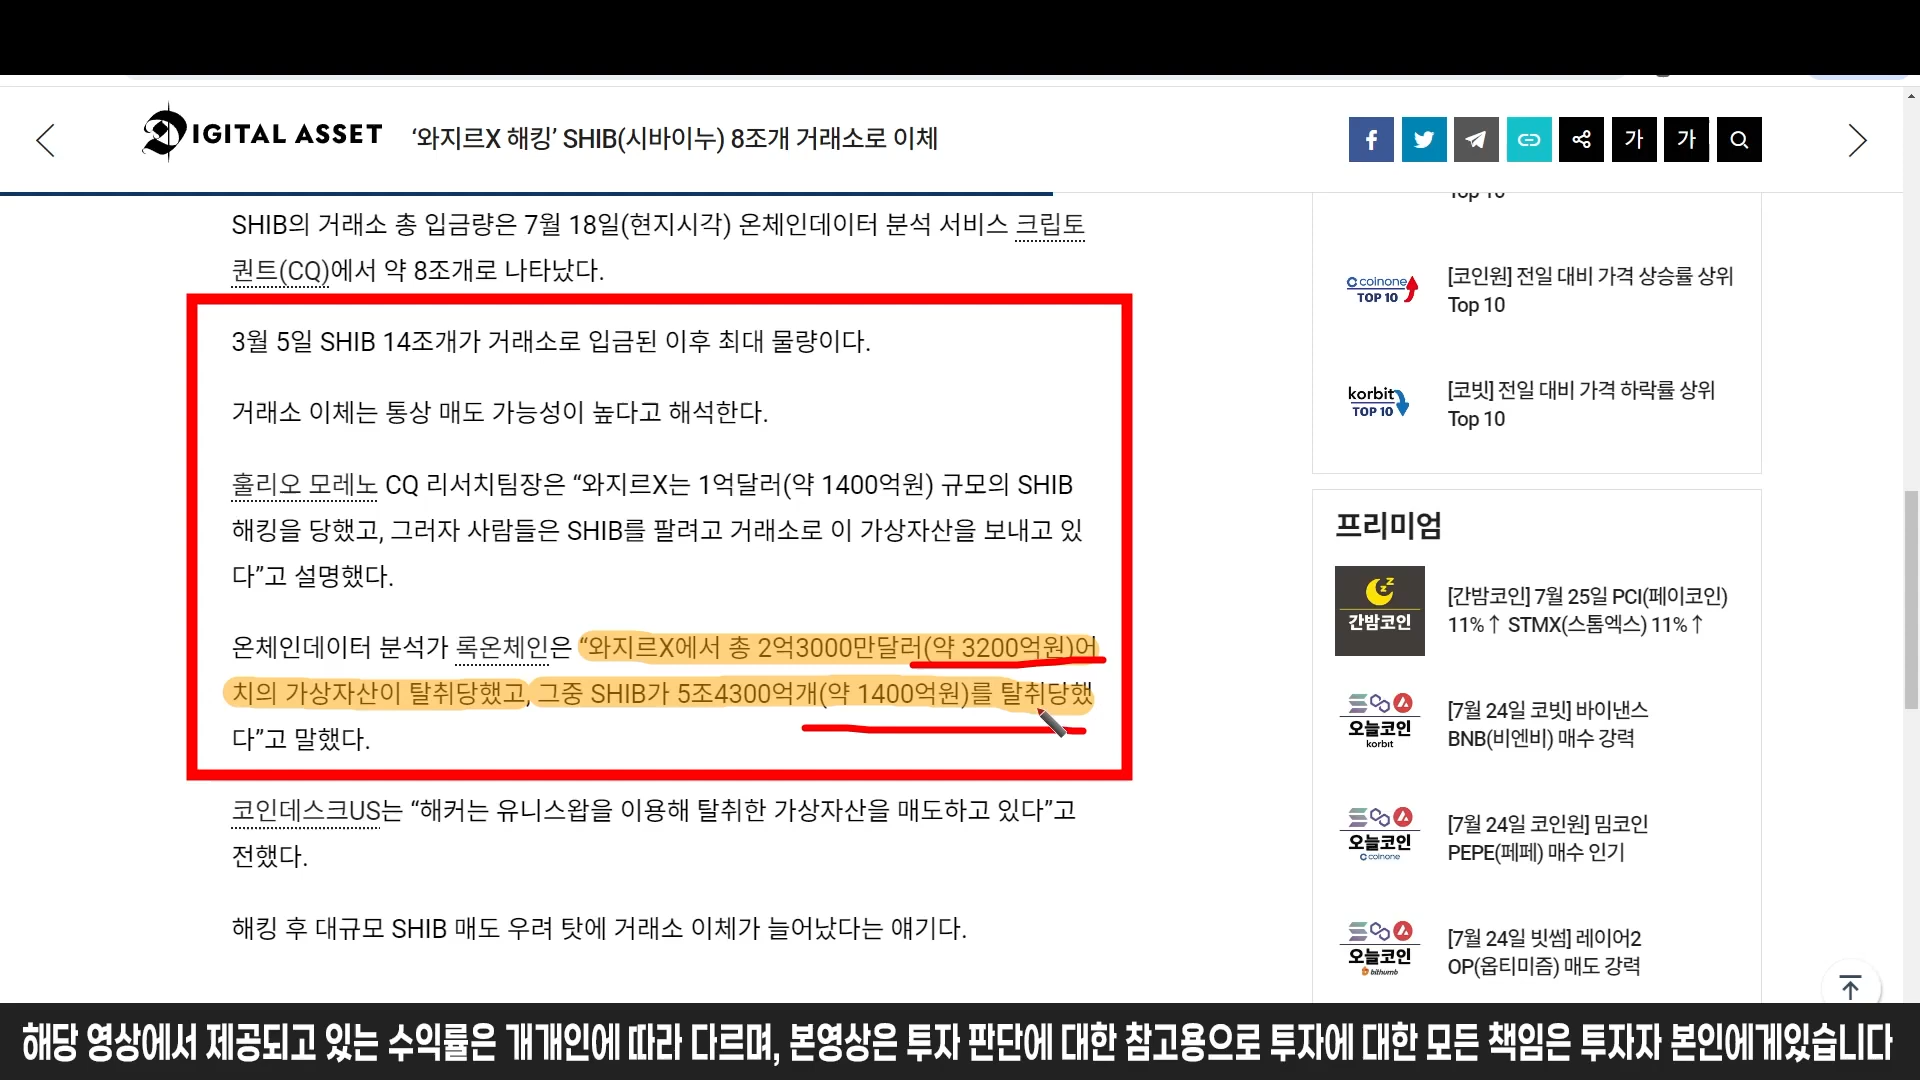 DIGITAL ASSET
‘와지르X 해킹’ SHIB(시바이누) 8조개 거래소로 이체
가 가
SHIB의 거래소 총 입금량은 7월 18일(현지시각) 온체인데이터 분석 서비스 크립토
퀀트(CQ)에서 약 8조개로 나타났다.
3월 5일 SHIB 14조개가 거래소로 입금된 이후 최대 물량이다.
거래소 이체는 통상 매도 가능성이 높다고 해석한다.
훌리오 모레노 CQ 리서치팀장은 “와지르X는 1억달러(약 1400억원) 규모의 SHIB
해킹을 당했고, 그러자 사람들은 SHIB를 팔려고 거래소로 이 가상자산을 보내고 있
다”고 설명했다.
온체인데이터 분석가 룩온체인은 “와지르X에서 총 2억3000만달러(약 3200억원)어
치의 가상자산이 탈취당했고, 그중 SHIB가 5조4300억개(약 1400억원)를 탈취당했
다”고 말했다.
코인데스크US는 “해커는 유니스왑을 이용해 탈취한 가상자산을 매도하고 있다”고
전했다.
해킹 후 대규모 SHIB 매도 우려 탓에 거래소 이체가 늘어났다는 얘기다.
Top 10
coinone
TOP 10
[코인원] 전일 대비 가격 상승률 상위
Top 10
korbit
TOP 10
[코빗] 전일 대비 가격 하락률 상위
Top 10
프리미엄
z z
간밤코인
[간밤코인] 7월 25일 PCI(페이코인)
11%↑ STMX(스톰엑스) 11%↑
오늘코인
korbit
[7월 24일 코빗] 바이낸스
BNB(비엔비) 매수 강력
오늘코인
coinone
[7월 24일 코인원] 밈코인
PEPE(페페) 매수 인기
오늘코인
bithumb
[7월 24일 빗썸] 레이어2
OP(옵티미즘) 매도 강력
해당 영상에서 제공되고 있는 수익률은 개개인에 따라 다르며, 본영상은 투자 판단에 대한 참고용으로 투자에 대한 모든 책임은 투자자 본인에게있습니다